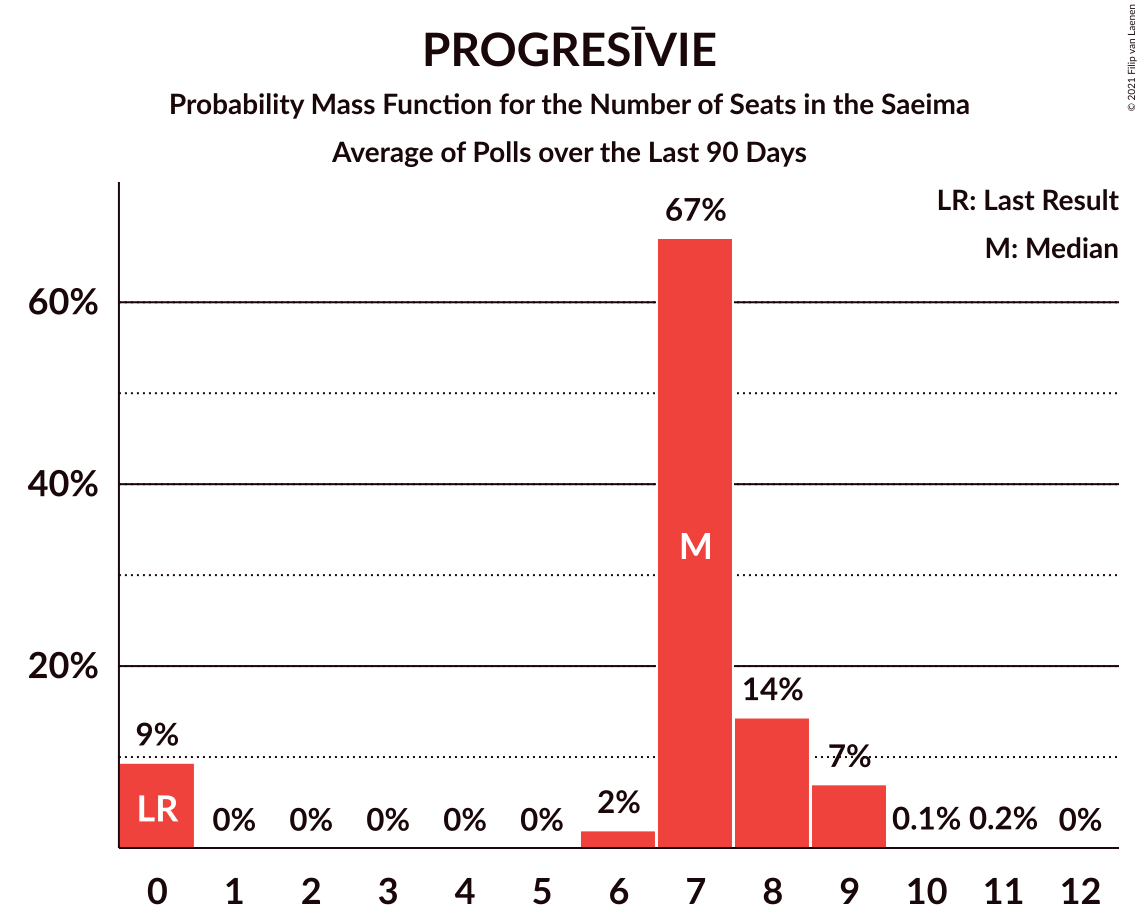 PROGRESĪVIE
Probability Mass Function for the Number of Seats in the Saeima
Average of Polls over the Last 90 Days
© 2021 Filip van Laenen
LR: Last Result
M: Median
60%
40%
20%
9%
0%
0%
0%
0%
0%
2%
67%
14%
7%
0.1%
0.2%
0%
LR
M
0 1 2 3 4 5 6 7 8 9 10 11 12